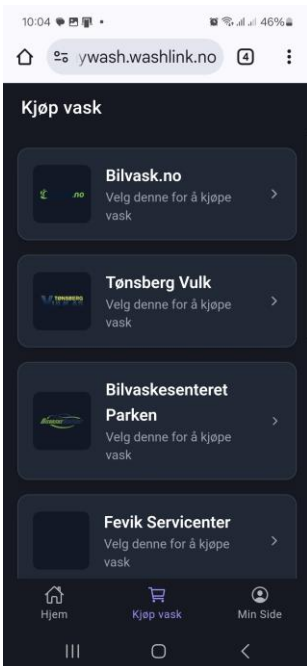 10:04
46%
ywash.washlink.no
4
Kjøp vask
Bilvask.no
Velg denne for å kjøpe
vask
.no
Tønsberg Vulk
Velg denne for å kjøpe
vask
TØNSBERG
Bilvaskesenteret
Parken
Velg denne for å kjøpe
vask
Fevik Servicenter
Velg denne for å kjøpe
vask
Hjem
Kjøp vask
Min Side